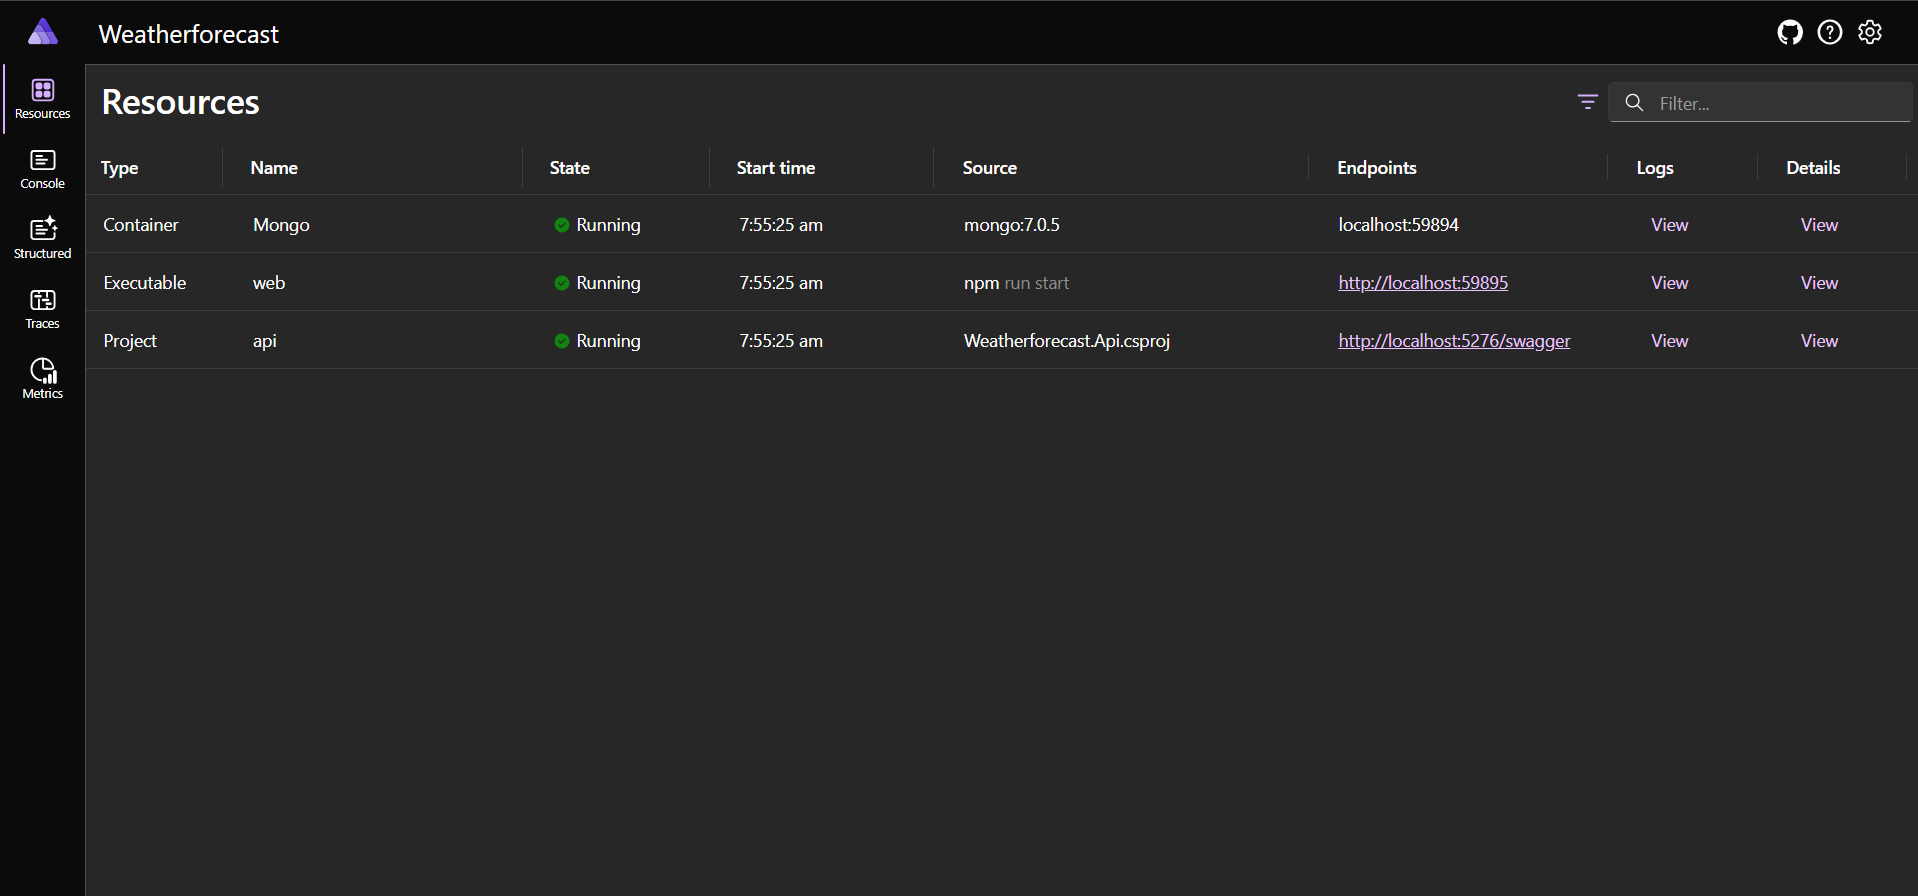 Weatherforecast
Resources
Console
Structured
Traces
Metrics
Resources
Filter...
Type Name State Start time Source Endpoints Logs Details
Container Mongo Running 7:55:25 am mongo:7.0.5 localhost:59894 View View
Executable web Running 7:55:25 am npm run start http://localhost:59895 View View
Project api Running 7:55:25 am Weatherforecast.Api.csproj http://localhost:5276/swagger View View